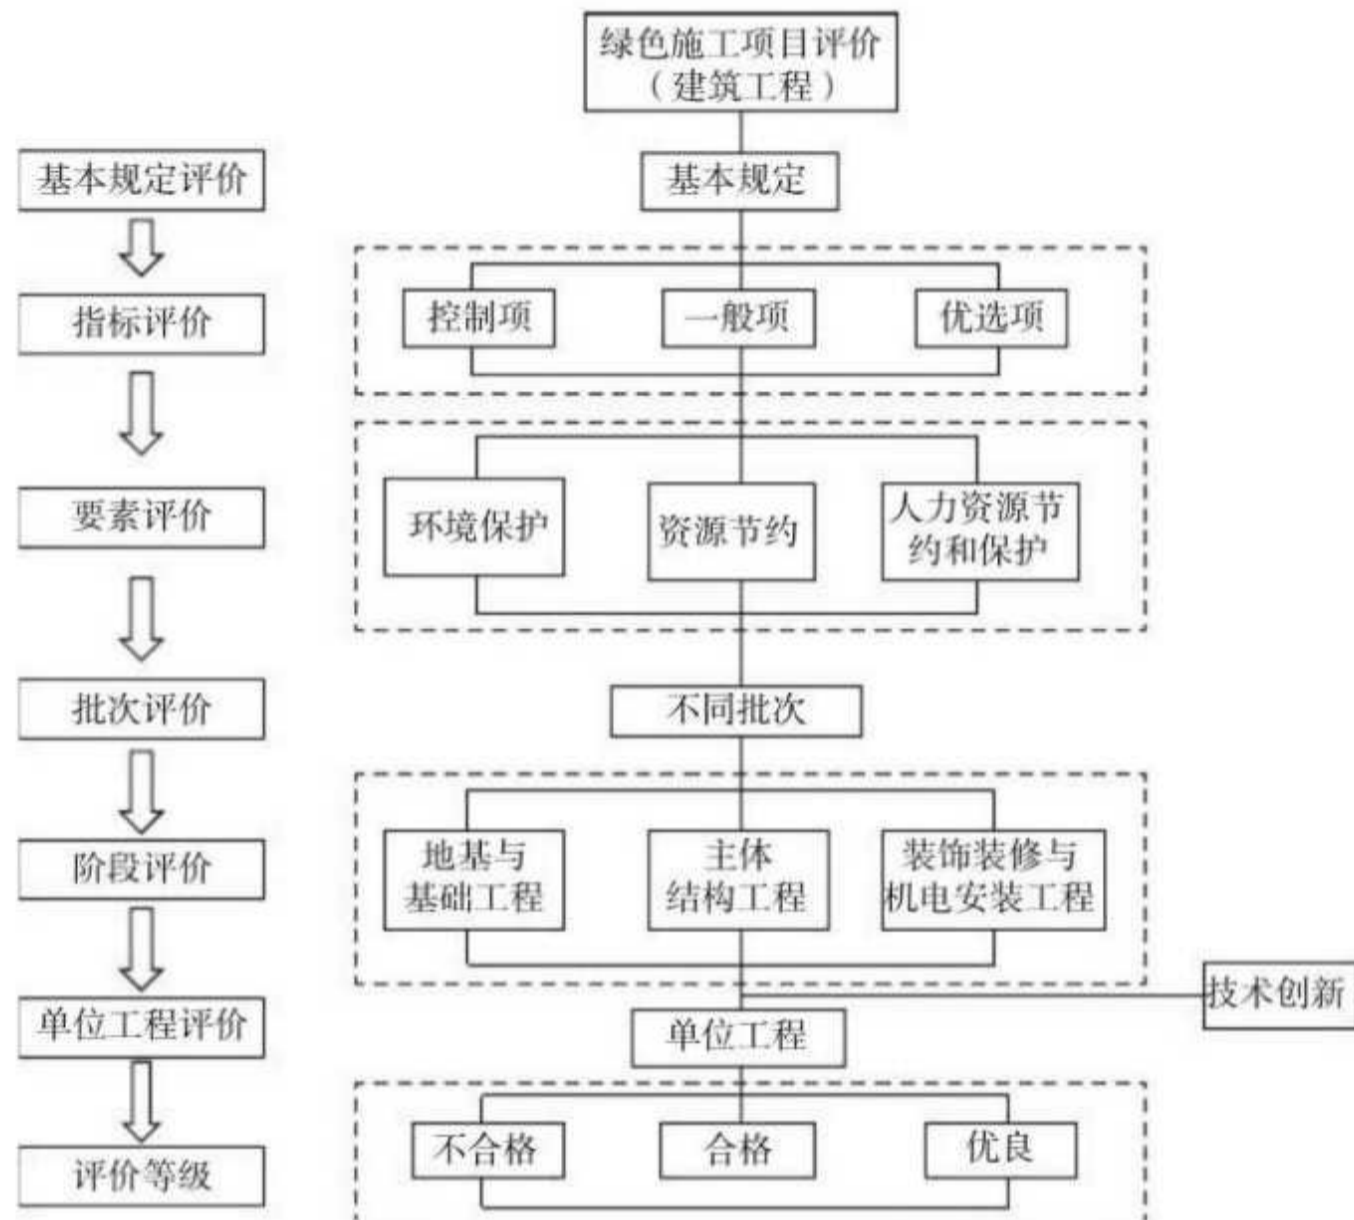 绿色施工项目评价
（建筑工程）
基本规定评价
基本规定
指标评价
控制项
一般项
优选项
要素评价
环境保护
资源节约
人力资源节
约和保护
批次评价
不同批次
阶段评价
地基与
基础工程
主体
结构工程
装饰装修与
机电安装工程
技术创新
单位工程评价
单位工程
评价等级
不合格
合格
优良